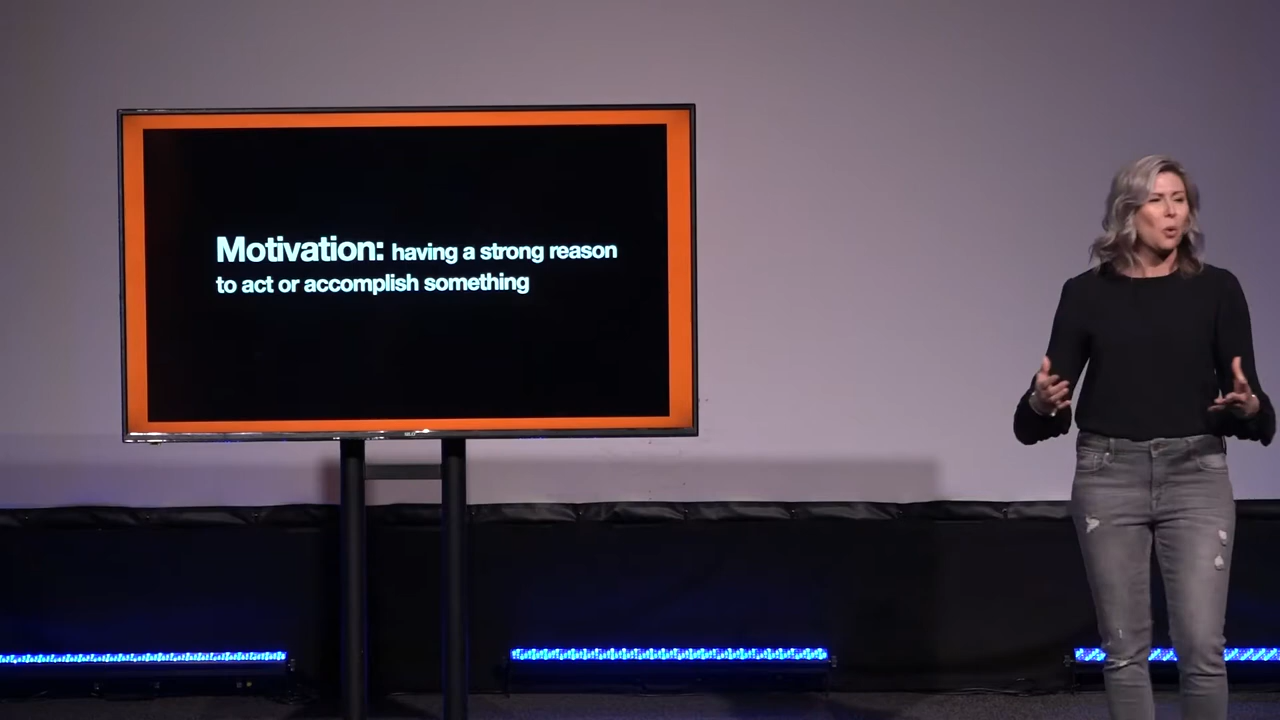 Motivation: having a strong reason
to act or accomplish something